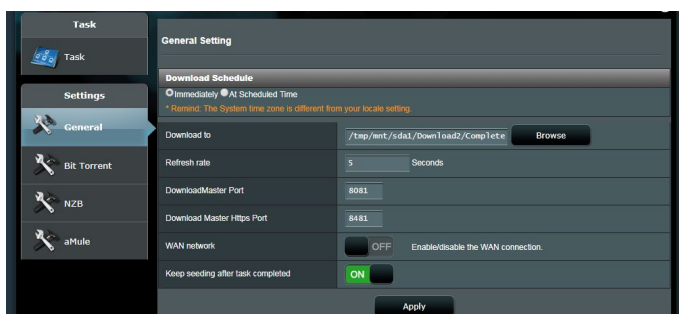 Task
Task
Settings
General
Bit Torrent
NZB
aMule
General Setting
Download Schedule
Immediately At Scheduled Time
* Remind: The System time zone is different from your locale setting.
Download to /tmp/mnt/sda1/Download2/Complete Browse
Refresh rate 5 Seconds
DownloadMaster Port 8081
Download Master Https Port 8481
WAN network OFF Enable/disable the WAN connection.
Keep seeding after task completed ON
Apply